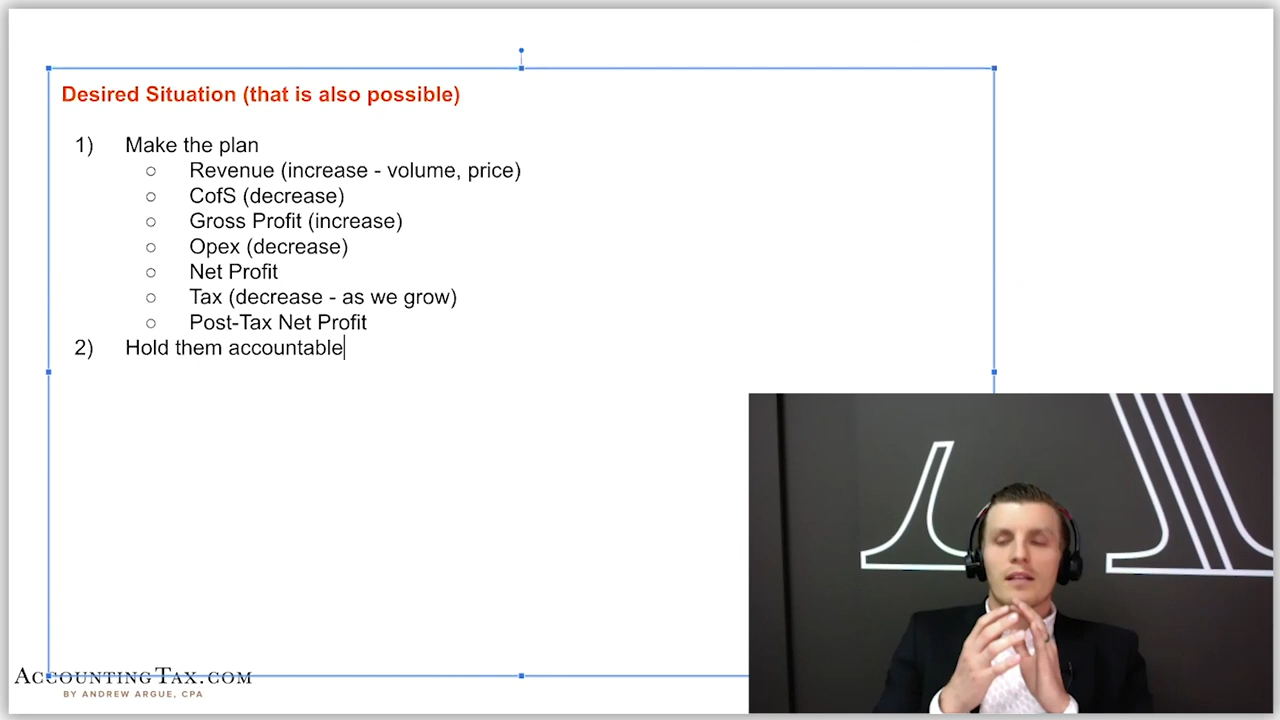 Desired Situation (that is also possible)
1) Make the plan
○ Revenue (increase - volume, price)
○ CofS (decrease)
○ Gross Profit (increase)
○ Opex (decrease)
○ Net Profit
○ Tax (decrease - as we grow)
○ Post-Tax Net Profit
2) Hold them accountable
ACCOUNTINGTAX.COM
BY ANDREW ARGUE, CPA